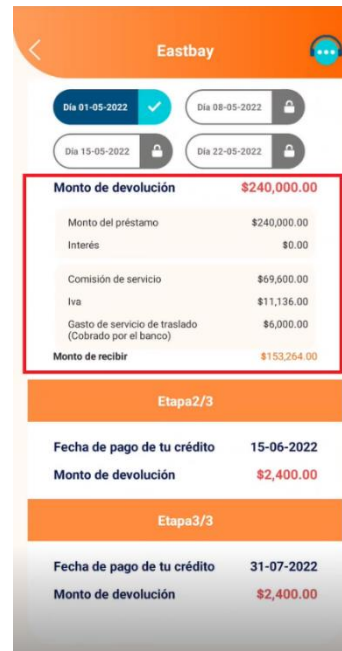 Eastbay
Día 01-05-2022
Día 08-05-2022
Día 15-05-2022
Día 22-05-2022
Monto de devolución $240,000.00
Monto del préstamo $240,000.00
Interés $0.00
Comisión de servicio $69,600.00
Iva $11,136.00
Gasto de servicio de traslado $6,000.00
(Cobrado por el banco)
Monto de recibir $153,264.00
Etapa2/3
Fecha de pago de tu crédito 15-06-2022
Monto de devolución $2,400.00
Etapa3/3
Fecha de pago de tu crédito 31-07-2022
Monto de devolución $2,400.00